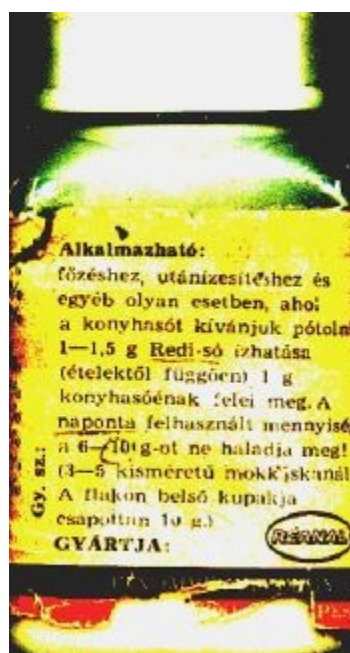 Alkalmazható:
főzéshez, utánízesítéshez és
egyéb olyan esetben, ahol
a konyhasót kívánjuk pótoln
1—1,5 g Redi-só ízhatása
(ételektől függően) 1 g
konyhasóénak felel meg. A
naponta felhasznált mennyisé
a 6—10 g-ot ne haladja meg!
(3—5 kisméretű mokkáskanál
A flakon belső kupakja
csapottan 10 g.)
Gy. sz.:
GYÁRTJA:
REANAL